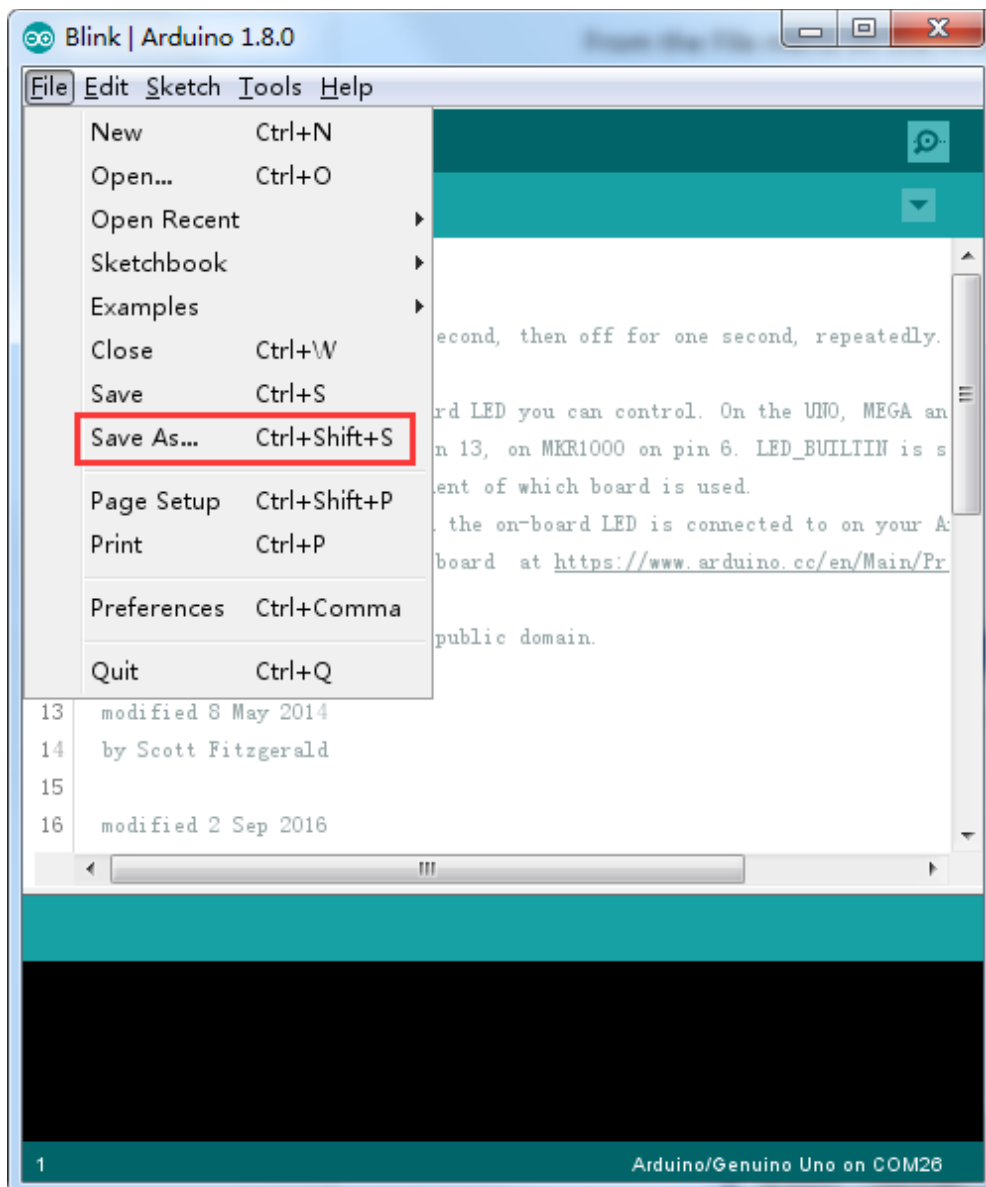 Blink | Arduino 1.8.0
File Edit Sketch Tools Help
New Ctrl+N
Open... Ctrl+O
Open Recent
Sketchbook
Examples
Close Ctrl+W
econd, then off for one second, repeatedly.
Save Ctrl+S
rd LED you can control. On the UNO, MEGA an
Save As... Ctrl+Shift+S
n 13, on MKR1000 on pin 6. LED_BUILTIN is s
Page Setup Ctrl+Shift+P
ent of which board is used.
the on-board LED is connected to on your A
Print Ctrl+P
board at https://www.arduino.cc/en/Main/Pr
Preferences Ctrl+Comma
public domain.
Quit Ctrl+Q
13 modified 8 May 2014
14 by Scott Fitzgerald
15
16 modified 2 Sep 2016
1 Arduino/Genuino Uno on COM26